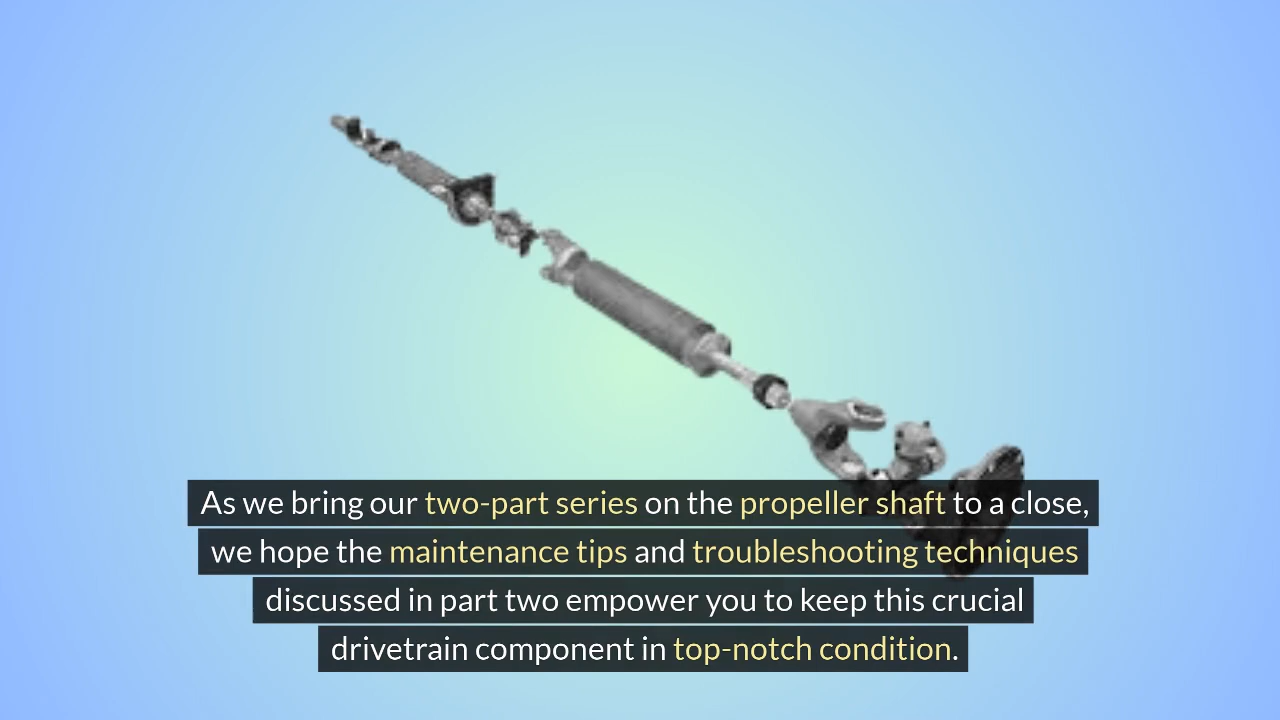 As we bring our two-part series on the propeller shaft to a close,
we hope the maintenance tips and troubleshooting techniques
discussed in part two empower you to keep this crucial
drivetrain component in top-notch condition.